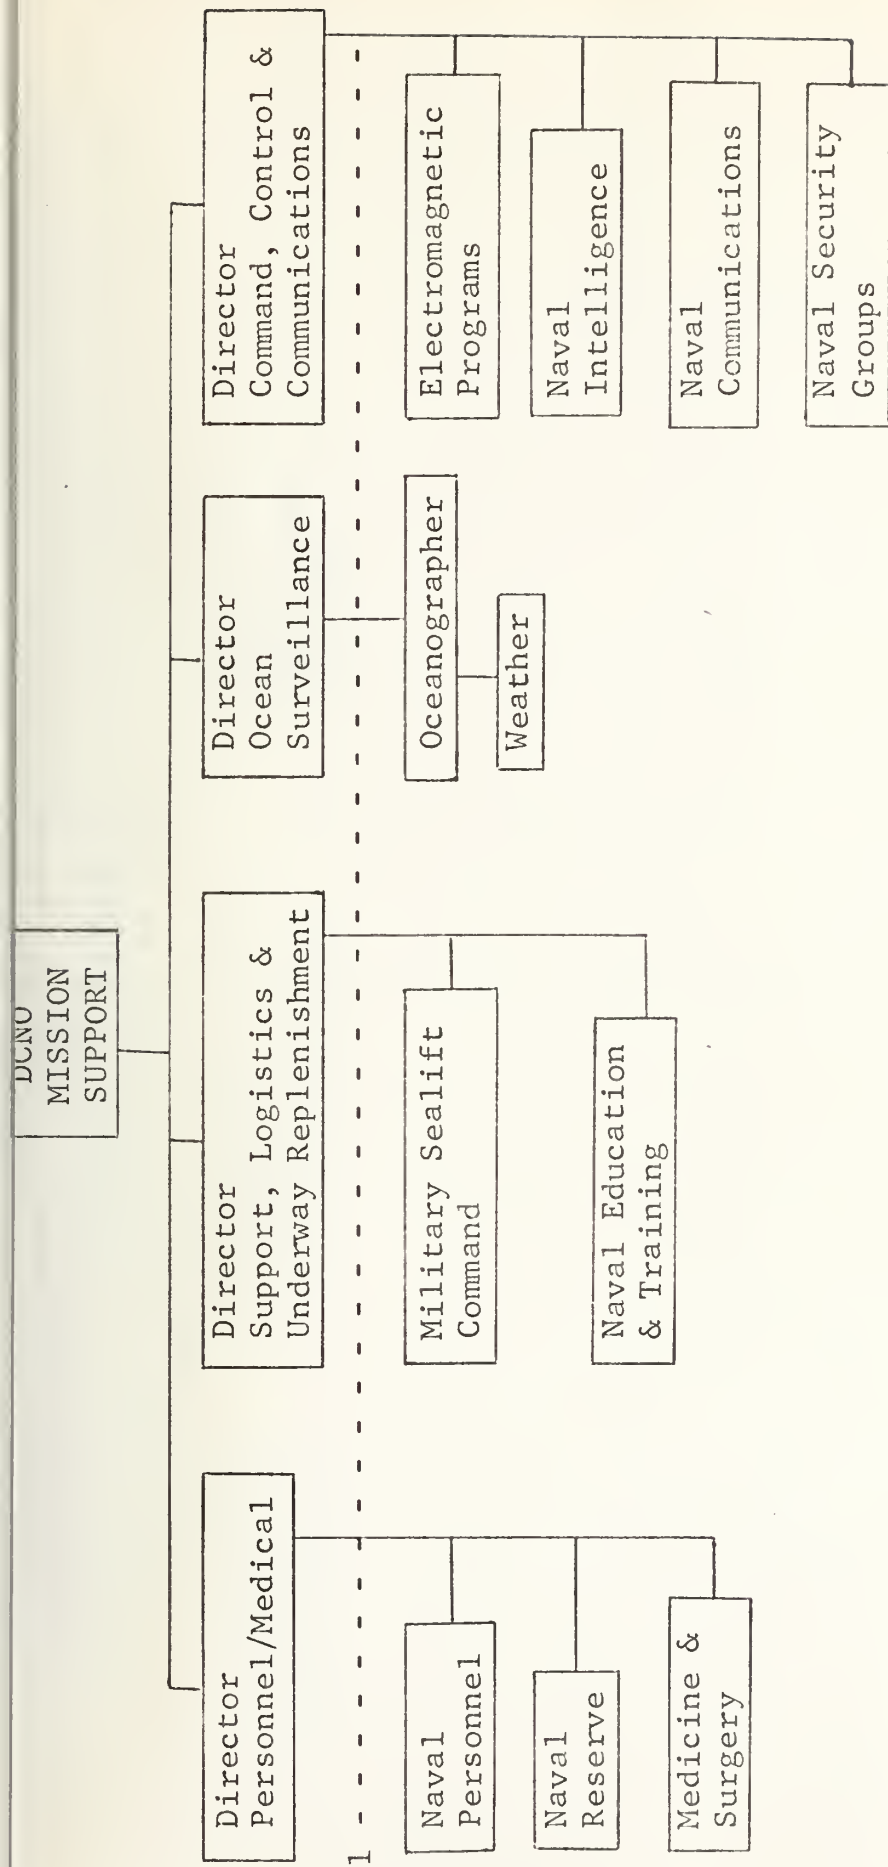 DCNO
MISSION
SUPPORT
Director
Personnel/Medical
Director
Support, Logistics &
Underway Replenishment
Director
Ocean
Surveillance
Director
Command, Control &
Communications
1
Naval
Personnel
Naval
Reserve
Medicine &
Surgery
Military Sealift
Command
Naval Education
& Training
Oceanographer
Weather
Electromagnetic
Programs
Naval
Intelligence
Naval
Communications
Naval Security
Groups